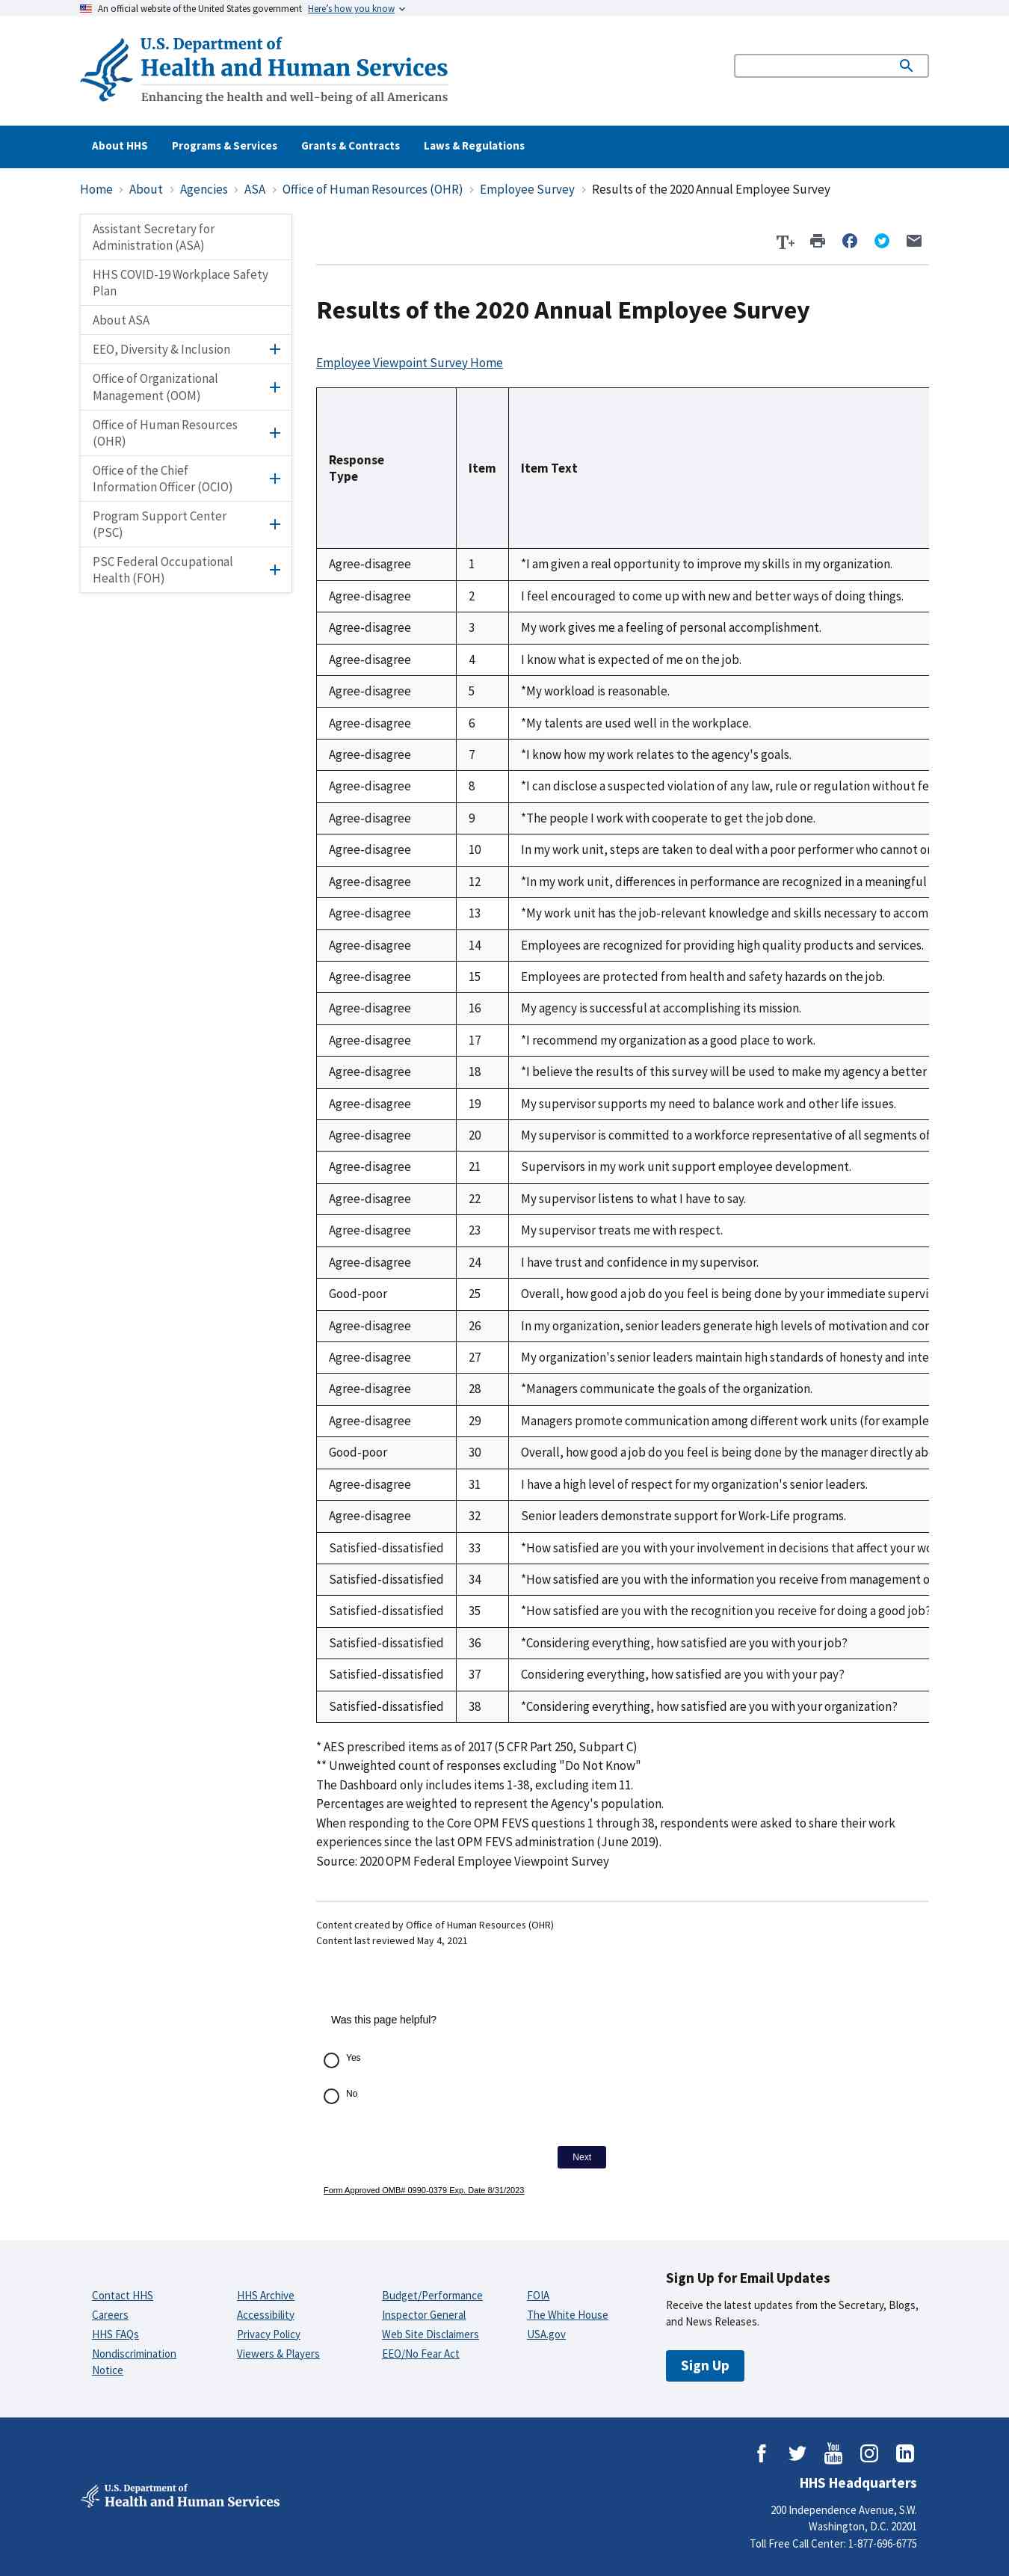 An official website of the United States government Here's how you know
U.S. Department of
Health and Human Services
Enhancing the health and well-being of all Americans
About HHS Programs & Services Grants & Contracts Laws & Regulations
Home About Agencies ASA Office of Human Resources (OHR) Employee Survey Results of the 2020 Annual Employee Survey
Assistant Secretary for
Administration (ASA)
HHS COVID-19 Workplace Safety
Plan
About ASA
EEO, Diversity & Inclusion
Office of Organizational
Management (OOM)
Office of Human Resources
(OHR)
Office of the Chief
Information Officer (OCIO)
Program Support Center
(PSC)
PSC Federal Occupational
Health (FOH)
T+
Results of the 2020 Annual Employee Survey
Employee Viewpoint Survey Home
Response
Type
Item Item Text
Agree-disagree 1 *I am given a real opportunity to improve my skills in my organization.
Agree-disagree 2 I feel encouraged to come up with new and better ways of doing things.
Agree-disagree 3 My work gives me a feeling of personal accomplishment.
Agree-disagree 4 I know what is expected of me on the job.
Agree-disagree 5 *My workload is reasonable.
Agree-disagree 6 *My talents are used well in the workplace.
Agree-disagree 7 *I know how my work relates to the agency's goals.
Agree-disagree 8 *I can disclose a suspected violation of any law, rule or regulation without fe
Agree-disagree 9 *The people I work with cooperate to get the job done.
Agree-disagree 10 In my work unit, steps are taken to deal with a poor performer who cannot or
Agree-disagree 12 *In my work unit, differences in performance are recognized in a meaningful
Agree-disagree 13 *My work unit has the job-relevant knowledge and skills necessary to accom
Agree-disagree 14 Employees are recognized for providing high quality products and services.
Agree-disagree 15 Employees are protected from health and safety hazards on the job.
Agree-disagree 16 My agency is successful at accomplishing its mission.
Agree-disagree 17 *I recommend my organization as a good place to work.
Agree-disagree 18 *I believe the results of this survey will be used to make my agency a better
Agree-disagree 19 My supervisor supports my need to balance work and other life issues.
Agree-disagree 20 My supervisor is committed to a workforce representative of all segments of
Agree-disagree 21 Supervisors in my work unit support employee development.
Agree-disagree 22 My supervisor listens to what I have to say.
Agree-disagree 23 My supervisor treats me with respect.
Agree-disagree 24 I have trust and confidence in my supervisor.
Good-poor 25 Overall, how good a job do you feel is being done by your immediate supervi
Agree-disagree 26 In my organization, senior leaders generate high levels of motivation and cor
Agree-disagree 27 My organization's senior leaders maintain high standards of honesty and inte
Agree-disagree 28 *Managers communicate the goals of the organization.
Agree-disagree 29 Managers promote communication among different work units (for example
Good-poor 30 Overall, how good a job do you feel is being done by the manager directly ab
Agree-disagree 31 I have a high level of respect for my organization's senior leaders.
Agree-disagree 32 Senior leaders demonstrate support for Work-Life programs.
Satisfied-dissatisfied 33 *How satisfied are you with your involvement in decisions that affect your wo
Satisfied-dissatisfied 34 *How satisfied are you with the information you receive from management o
Satisfied-dissatisfied 35 *How satisfied are you with the recognition you receive for doing a good job?
Satisfied-dissatisfied 36 *Considering everything, how satisfied are you with your job?
Satisfied-dissatisfied 37 Considering everything, how satisfied are you with your pay?
Satisfied-dissatisfied 38 *Considering everything, how satisfied are you with your organization?
* AES prescribed items as of 2017 (5 CFR Part 250, Subpart C)
** Unweighted count of responses excluding "Do Not Know"
The Dashboard only includes items 1-38, excluding item 11.
Percentages are weighted to represent the Agency's population.
When responding to the Core OPM FEVS questions 1 through 38, respondents were asked to share their work
experiences since the last OPM FEVS administration (June 2019).
Source: 2020 OPM Federal Employee Viewpoint Survey
Content created by Office of Human Resources (OHR)
Content last reviewed May 4, 2021
Was this page helpful?
Yes
No
Next
Form Approved OMB# 0990-0379 Exp. Date 8/31/2023
Contact HHS
Careers
HHS FAQs
Nondiscrimination
Notice
HHS Archive
Accessibility
Privacy Policy
Viewers & Players
Budget/Performance
Inspector General
Web Site Disclaimers
EEO/No Fear Act
FOIA
The White House
USA.gov
Sign Up for Email Updates
Receive the latest updates from the Secretary, Blogs,
and News Releases.
Sign Up
U.S. Department of
Health and Human Services
You
Tube
HHS Headquarters
200 Independence Avenue, S.W.
Washington, D.C. 20201
Toll Free Call Center: 1-877-696-6775